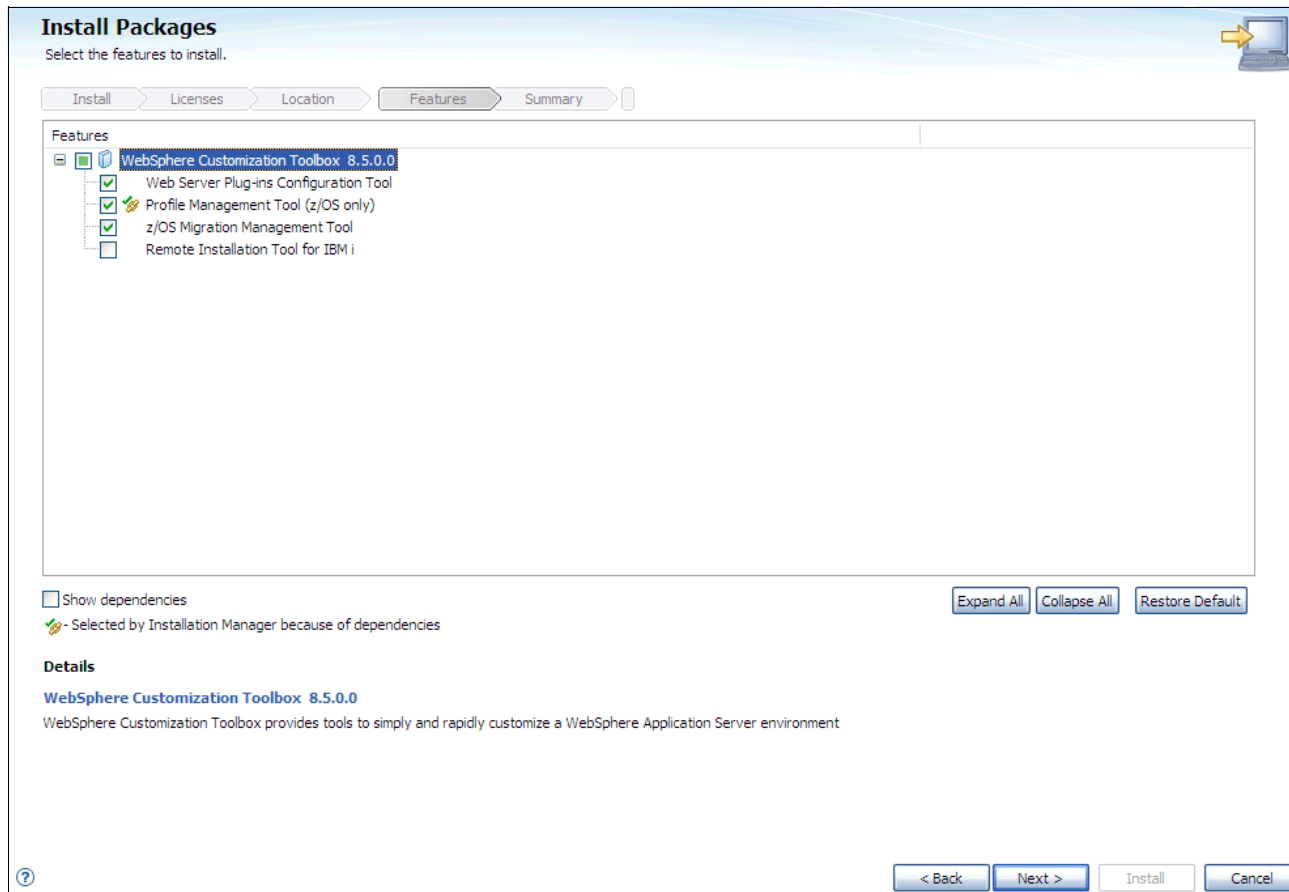 Install Packages
Select the features to install.
Install Licenses Location Features Summary
Features
WebSphere Customization Toolbox 8.5.0.0
Web Server Plug-ins Configuration Tool
Profile Management Tool (z/OS only)
z/OS Migration Management Tool
Remote Installation Tool for IBM i
Show dependencies Expand All Collapse All Restore Default
- Selected by Installation Manager because of dependencies
Details
WebSphere Customization Toolbox 8.5.0.0
WebSphere Customization Toolbox provides tools to simply and rapidly customize a WebSphere Application Server environment
? < Back Next > Install Cancel